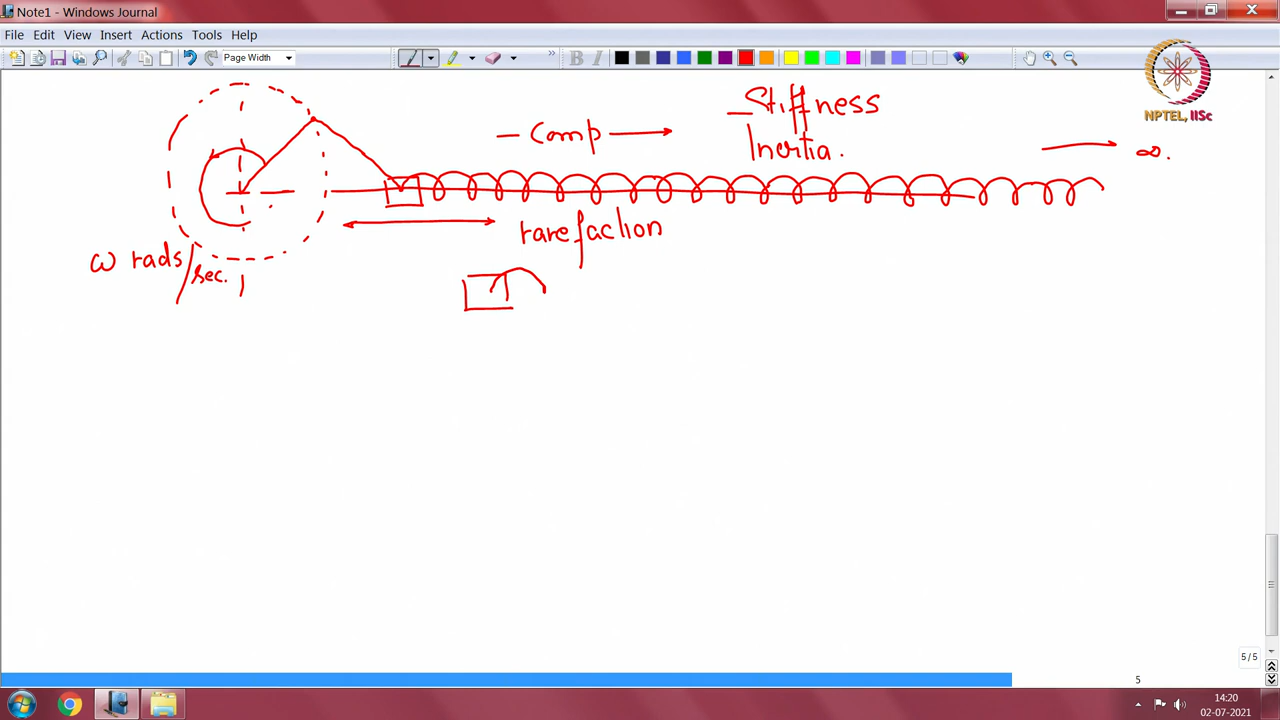 Note1 - Windows Journal
File Edit View Insert Actions Tools Help
Page Width
B I
NPTEL, IISc
Stiffness
Comp
Inertia.
∞.
rarefaction
ω rads/sec.
5/5
5
14:20
02-07-2021